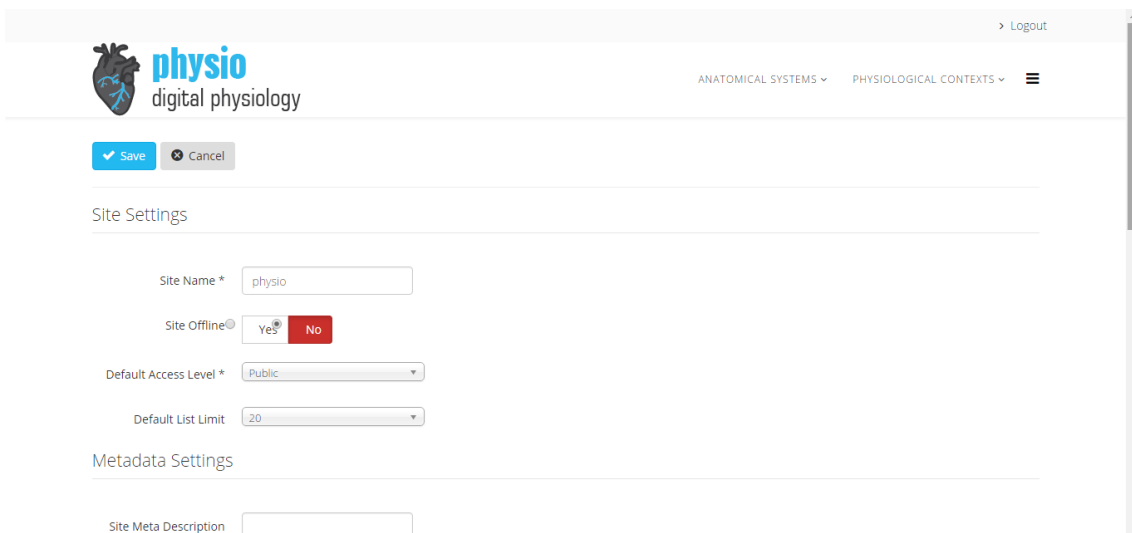 Logout
physio
digital physiology
ANATOMICAL SYSTEMS PHYSIOLOGICAL CONTEXTS
Save Cancel
Site Settings
Site Name * physio
Site Offline Yes No
Default Access Level * Public
Default List Limit 20
Metadata Settings
Site Meta Description